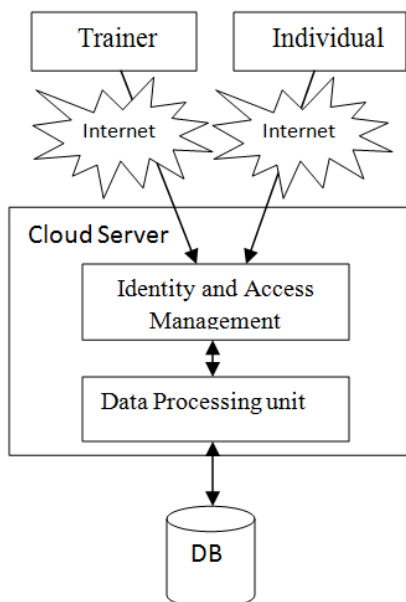 Trainer
Individual
Internet
Internet
Cloud Server
Identity and Access
Management
Data Processing unit
DB